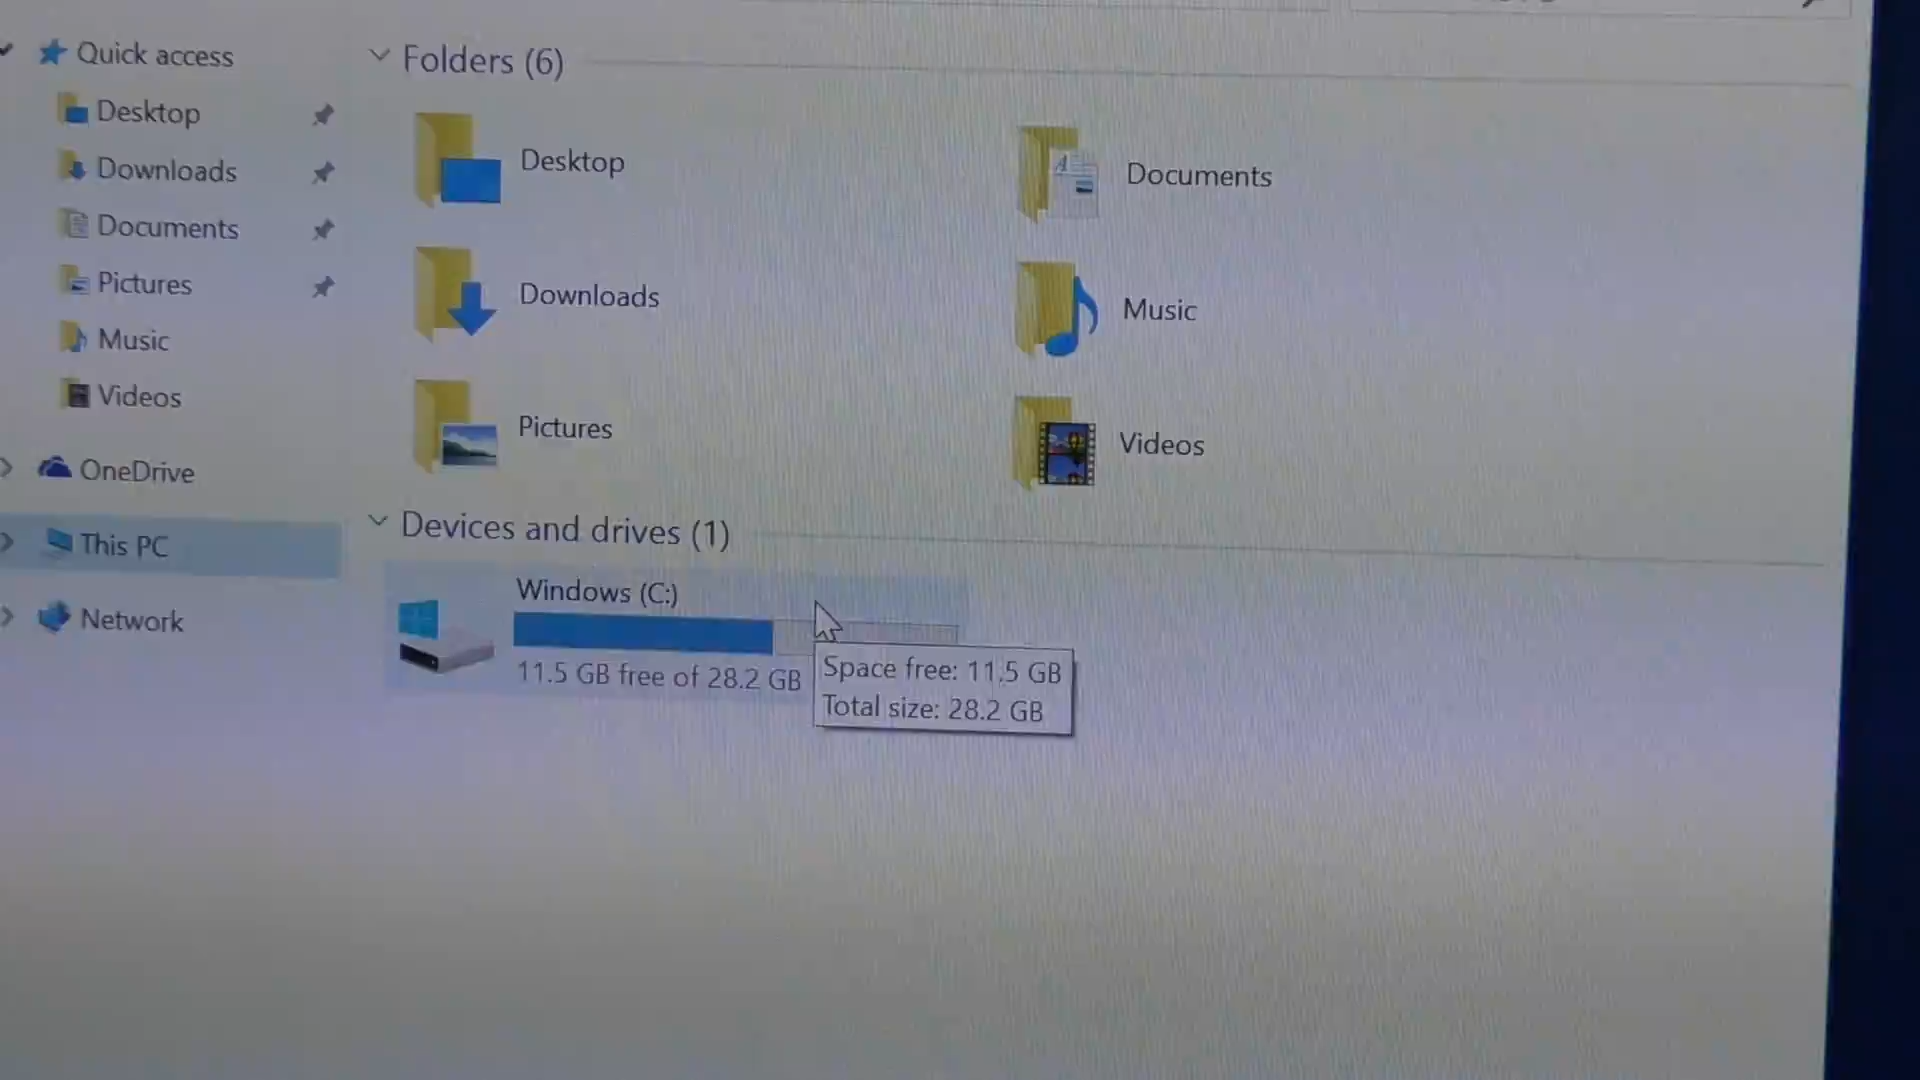 Quick access
Desktop
Downloads
Documents
Pictures
Music
Videos
OneDrive
This PC
Network
Folders (6)
Desktop
Documents
Downloads
Music
Pictures
Videos
Devices and drives (1)
Windows (C:)
11.5 GB free of 28.2 GB
Space free: 11.5 GB
Total size: 28.2 GB